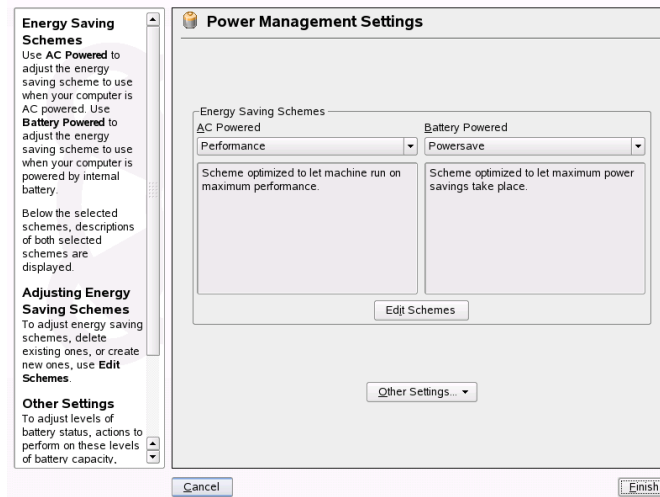 Energy Saving
Schemes
Use AC Powered to
adjust the energy
saving scheme to use
when your computer is
AC powered. Use
Battery Powered to
adjust the energy
saving scheme to use
when your computer is
powered by internal
battery.
Below the selected
schemes, descriptions
of both selected
schemes are
displayed.
Adjusting Energy
Saving Schemes
To adjust energy saving
schemes, delete
existing ones, or create
new ones, use Edit
Schemes.
Other Settings
To adjust levels of
battery status, actions to
perform on these levels
of battery capacity,
Power Management Settings
Energy Saving Schemes
AC Powered
Performance
Scheme optimized to let machine run on
maximum performance.
Battery Powered
Powersave
Scheme optimized to let maximum power
savings take place.
Edit Schemes
Other Settings...
Cancel
Finish